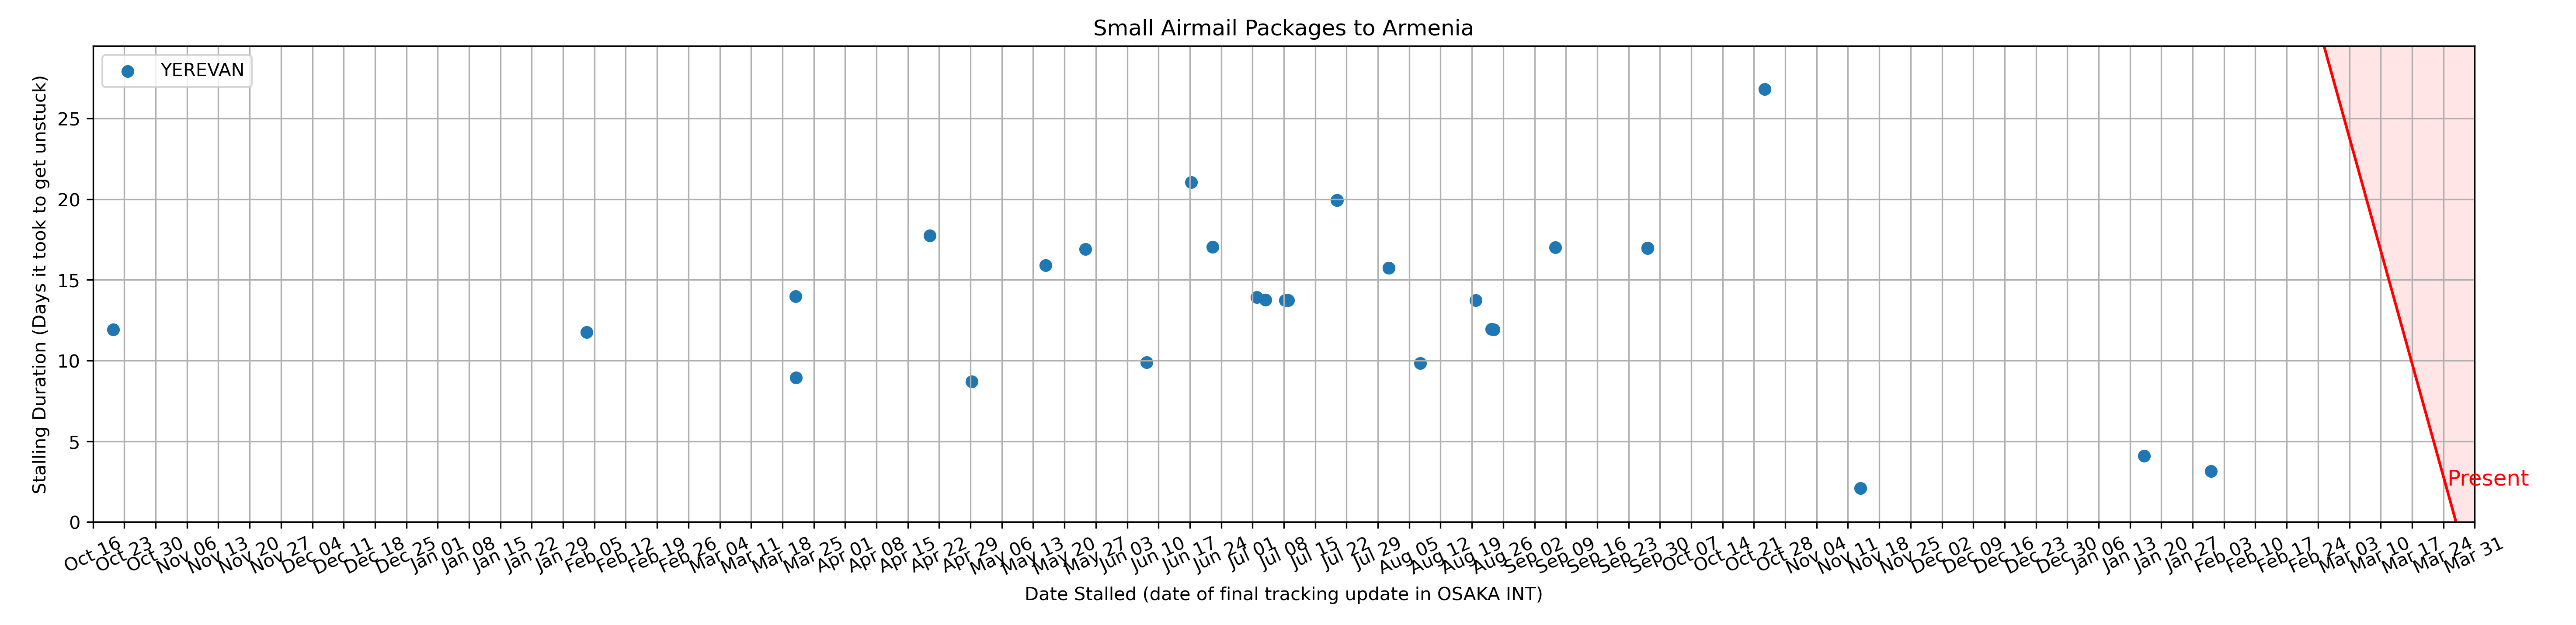 Small Airmail Packages to Armenia
YEREVAN
Stalling Duration (Days it took to get unstuck)
25
20
15
10
5
0
Present
Oct 16
Oct 23
Oct 30
Nov 06
Nov 13
Nov 20
Nov 27
Dec 04
Dec 11
Dec 18
Dec 25
Jan 01
Jan 08
Jan 15
Jan 22
Jan 29
Feb 05
Feb 12
Feb 19
Feb 26
Mar 04
Mar 11
Mar 18
Mar 25
Apr 01
Apr 08
Apr 15
Apr 22
Apr 29
May 06
May 13
May 20
May 27
Jun 03
Jun 10
Jun 17
Jun 24
Jul 01
Jul 08
Jul 15
Jul 22
Jul 29
Aug 05
Aug 12
Aug 19
Aug 26
Sep 02
Sep 09
Sep 16
Sep 23
Sep 30
Oct 07
Oct 14
Oct 21
Oct 28
Nov 04
Nov 11
Nov 18
Nov 25
Dec 02
Dec 09
Dec 16
Dec 23
Dec 30
Jan 06
Jan 13
Jan 20
Jan 27
Feb 03
Feb 10
Feb 17
Feb 24
Mar 03
Mar 10
Mar 17
Mar 24
Mar 31
Date Stalled (date of final tracking update in OSAKA INT)